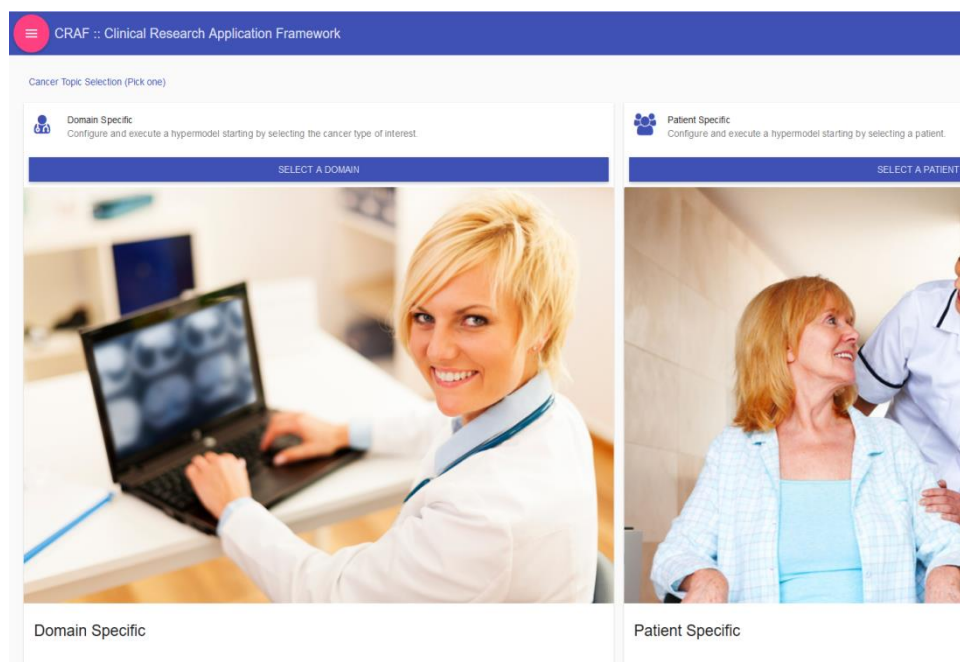 CRAF :: Clinical Research Application Framework
Cancer Topic Selection (Pick one)
Domain Specific
Configure and execute a hypermodel starting by selecting the cancer type of interest.
SELECT A DOMAIN
Domain Specific
Patient Specific
Configure and execute a hypermodel starting by selecting a patient.
SELECT A PATIENT
Patient Specific